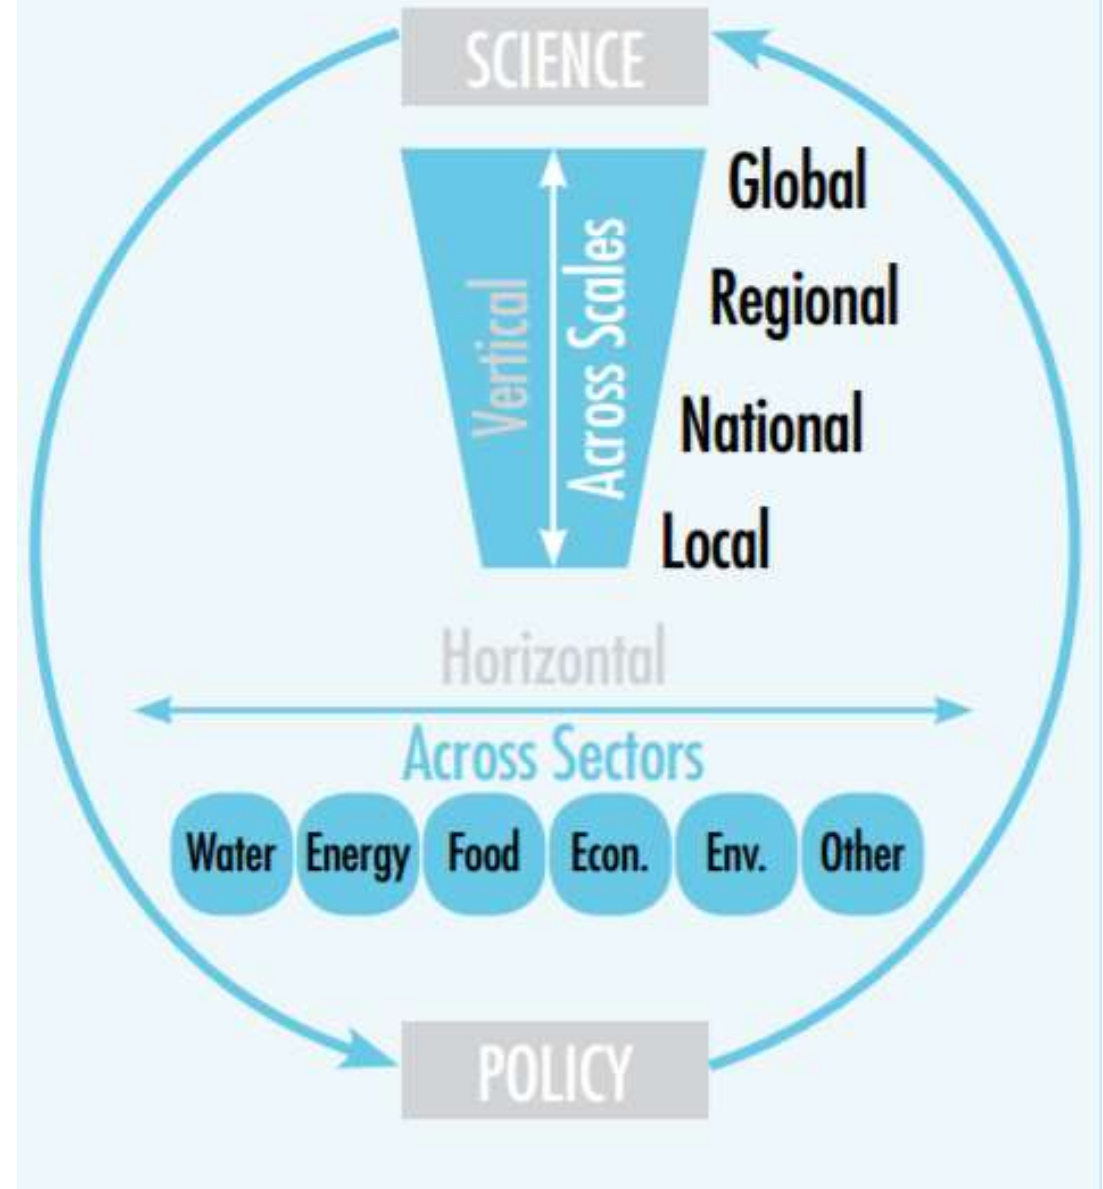 SCIENCE
Global
Regional
National
Local
Vertical
Across Scales
Horizontal
Across Sectors
Water Energy Food Econ. Env. Other
POLICY